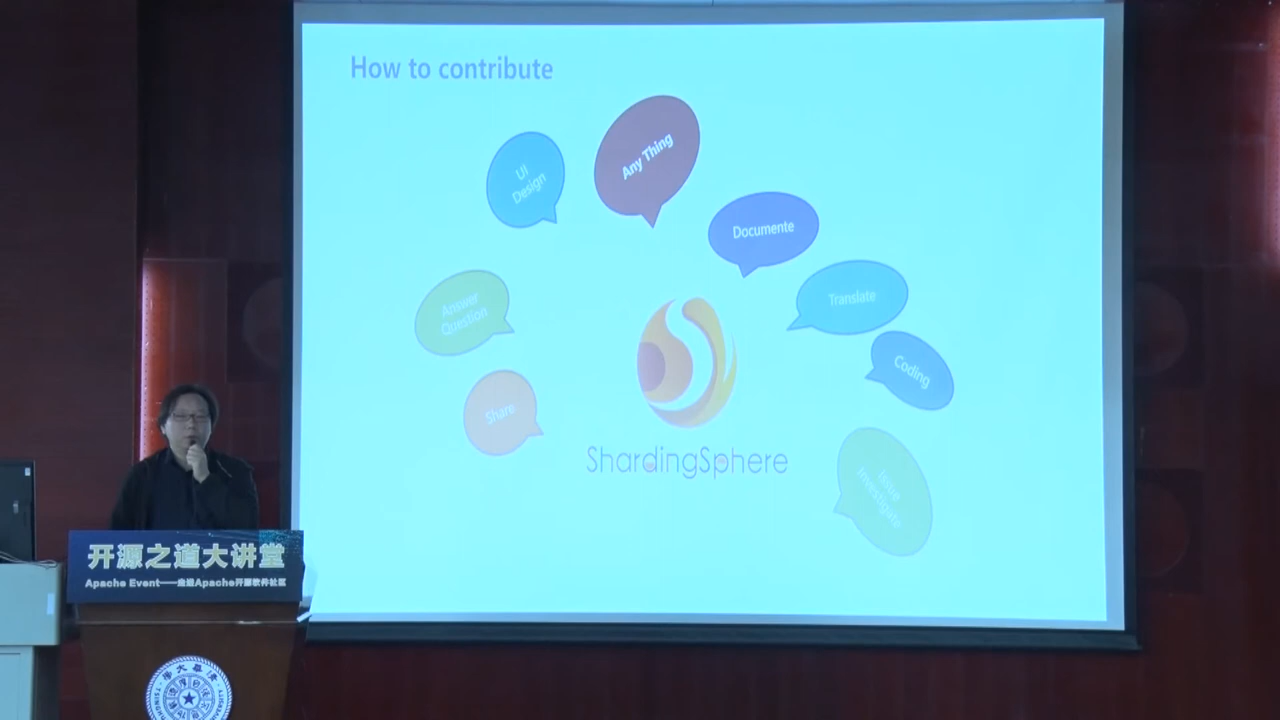 How to contribute
Any Thing
UI
Design
Documente
Translate
Answer
Question
Coding
Share
ShardingSphere
Issue
Investigate
开源之道大讲堂
Apache Event——走进Apache开源软件社区